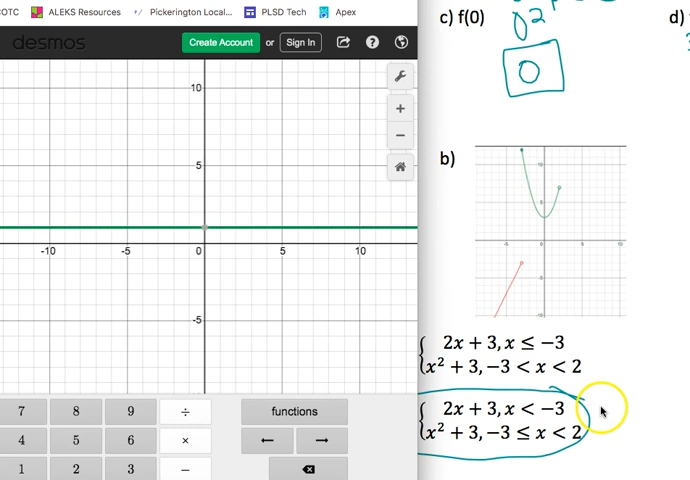 COTC ALEKS Resources Pickerington Local... PLSD Tech Apex
desmos Create Account or Sign In
c) f(0)
d)
0
b)
10
5
-10 -5 0 5 10
-5
2x + 3, x ≤ −3
x² + 3, −3 < x < 2
2x + 3, x < −3
x² + 3, −3 ≤ x < 2
7 8 9 ÷ functions
4 5 6 × ← →
1 2 3 −